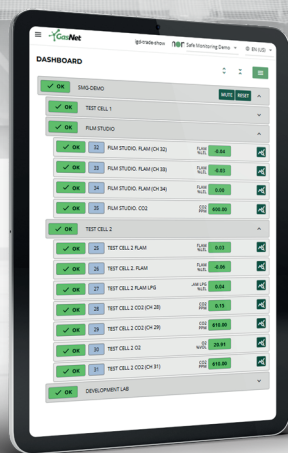 GasNet
igd-trade-show
nor
Safe Monitoring Demo
EN (US)
DASHBOARD
OK SMG-DEMO MUTE RESET
OK TEST CELL 1
OK FILM STUDIO
OK 32 FILM STUDIO, FLAM (CH 32) FLAM %LEL -0.04
OK 33 FILM STUDIO, FLAM (CH 33) FLAM %LEL -0.03
OK 34 FILM STUDIO, FLAM (CH 34) FLAM %LEL 0.00
OK 35 FILM STUDIO, CO2 CO2 PPM 600.00
OK TEST CELL 2
OK 25 TEST CELL 2 FLAM FLAM %LEL 0.03
OK 26 TEST CELL 2, FLAM FLAM %LEL -0.06
OK 27 TEST CELL 2 FLAM LPG %LEL 0.04
OK 28 TEST CELL 2 CO2 (CH 28) CO2 PPM 0.15
OK 29 TEST CELL 2 CO2 (CH 29) CO2 PPM 610.00
OK 30 TEST CELL 2 O2 O2 %VOL 20.91
OK 31 TEST CELL 2 CO2 (CH 31) CO2 PPM 610.00
OK DEVELOPMENT LAB